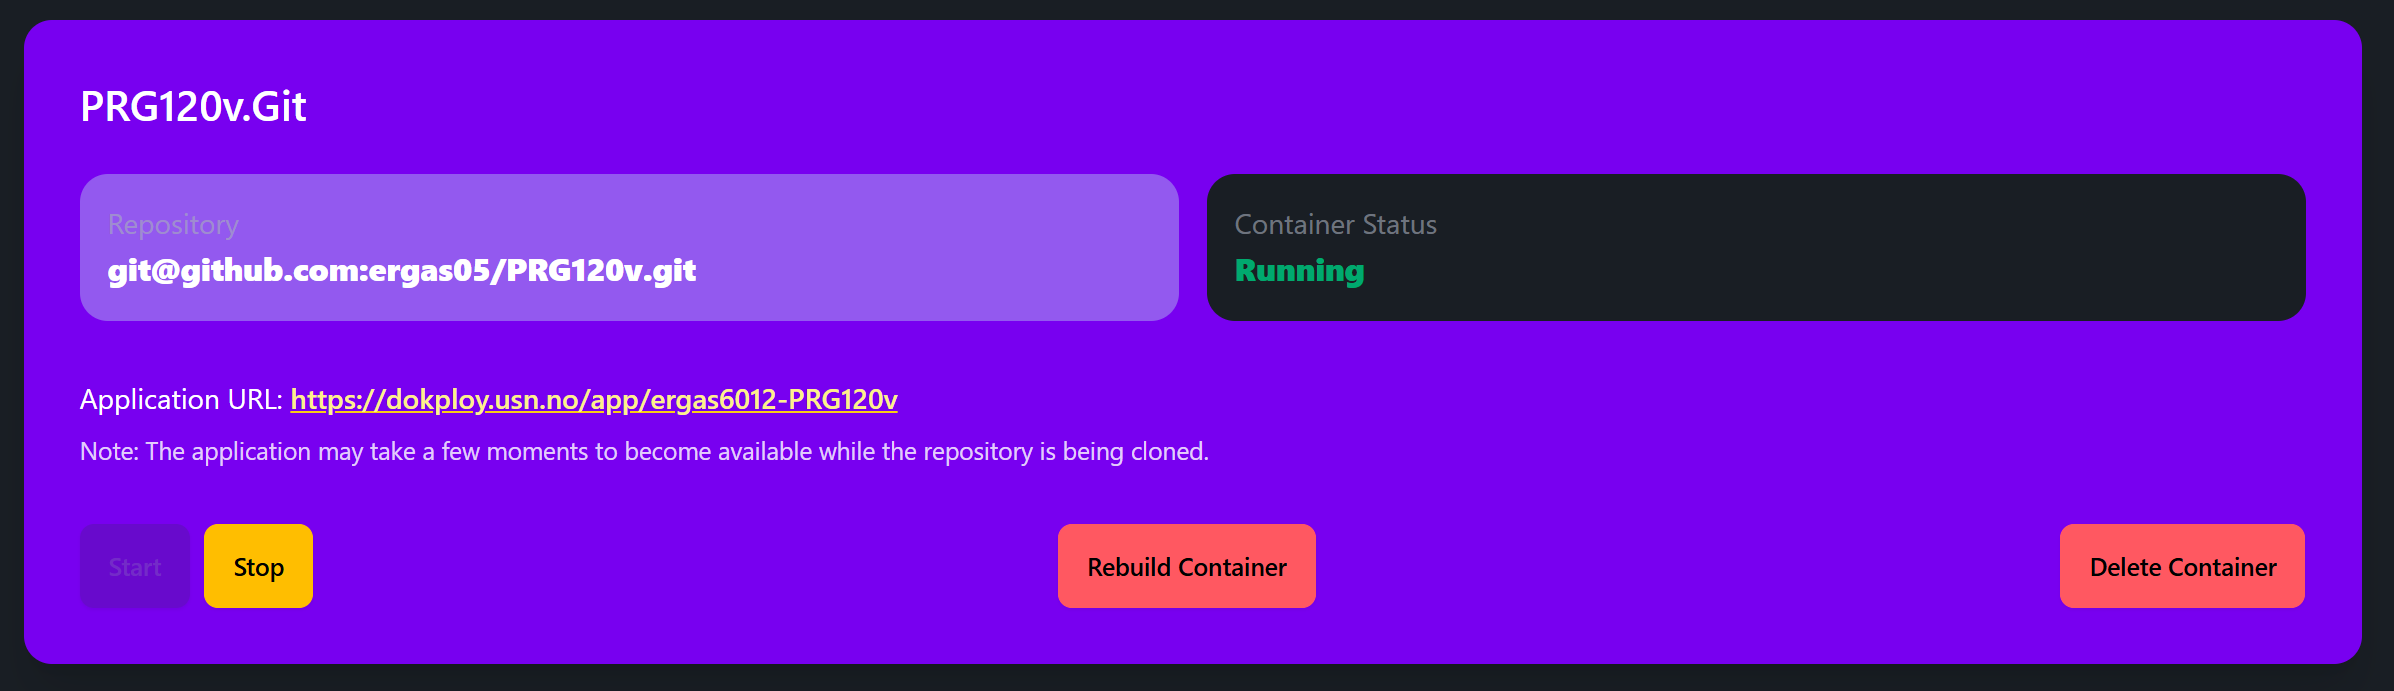 PRG120v.Git
Repository
git@github.com:ergas05/PRG120v.git
Container Status
Running
Application URL: https://dokploy.usn.no/app/ergas6012-PRG120v
Note: The application may take a few moments to become available while the repository is being cloned.
Start
Stop
Rebuild Container
Delete Container